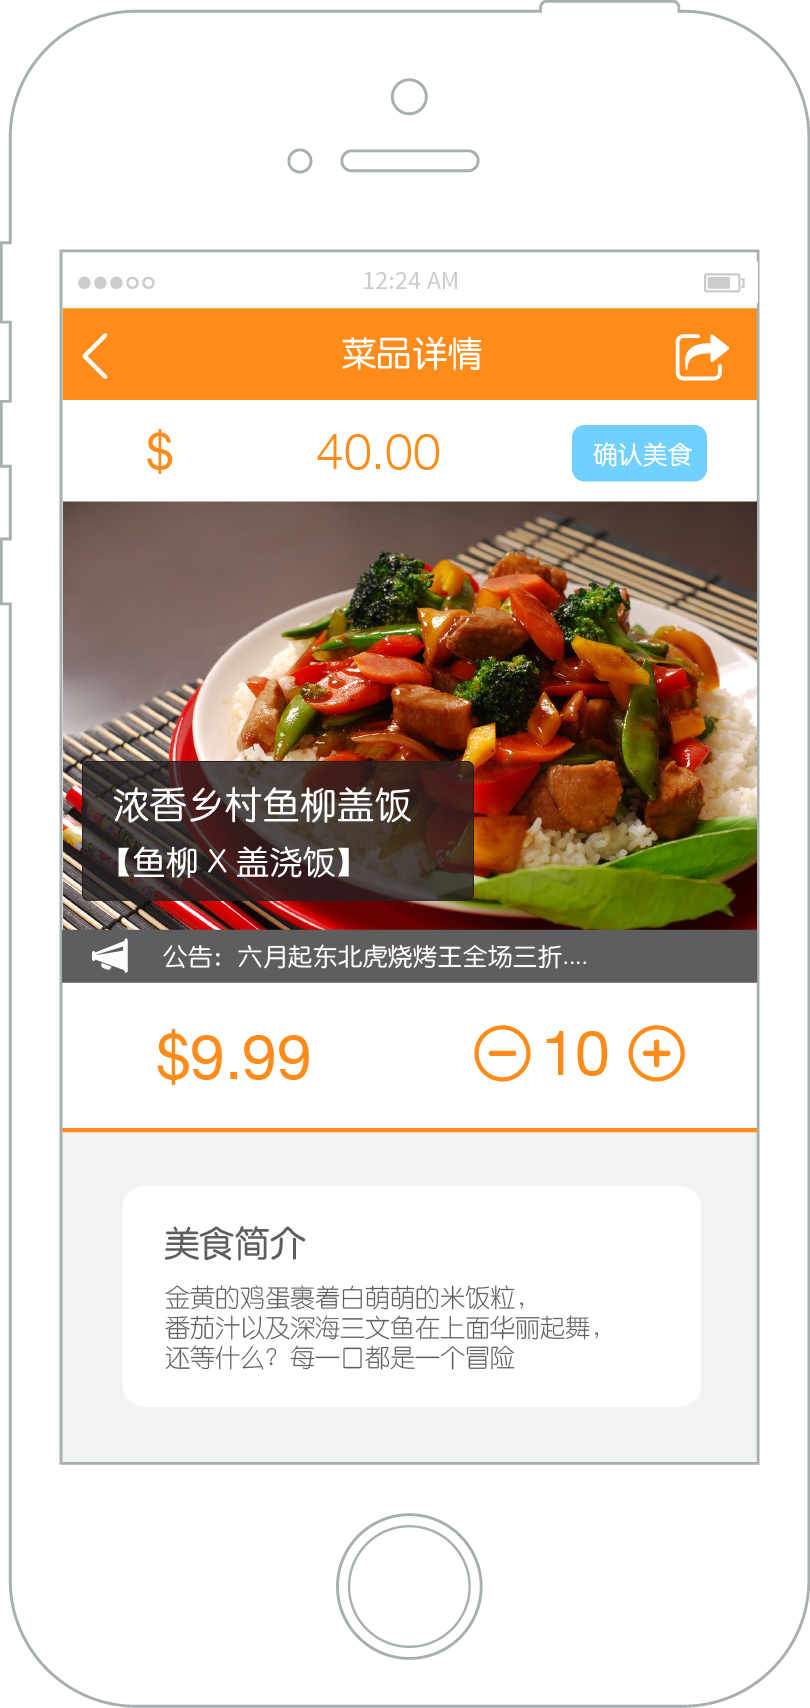 12:24 AM
菜品详情
$ 40.00 确认美食
浓香乡村鱼柳盖饭
【鱼柳 X 盖浇饭】
公告：六月起东北虎烧烤王全场三折....
$9.99 10
美食简介
金黄的鸡蛋裹着白萌萌的米饭粒，
番茄汁以及深海三文鱼在上面华丽起舞，
还等什么？每一口都是一个冒险